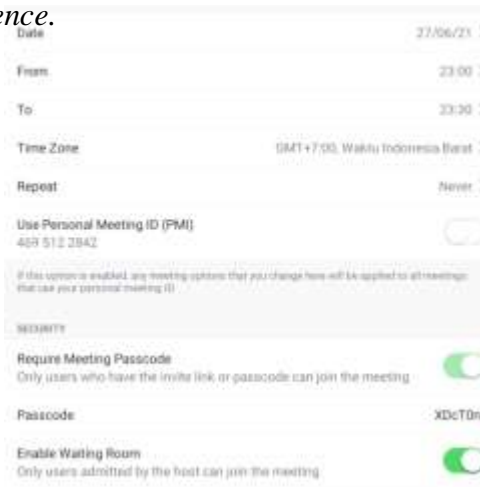 ence.
Date 27/06/21
From 23:00
To 23:30
Time Zone GMT+7:00, Waktu Indonesia Barat
Repeat Never
Use Personal Meeting ID (PMI)
469 512 2842
If this option is enabled, any meeting options that you change here will be applied to all meetings
that use your personal meeting ID
SECURITY
Require Meeting Passcode
Only users who have the invite link or passcode can join the meeting
Passcode
Enable Waiting Room
Only users admitted by the host can join the meeting